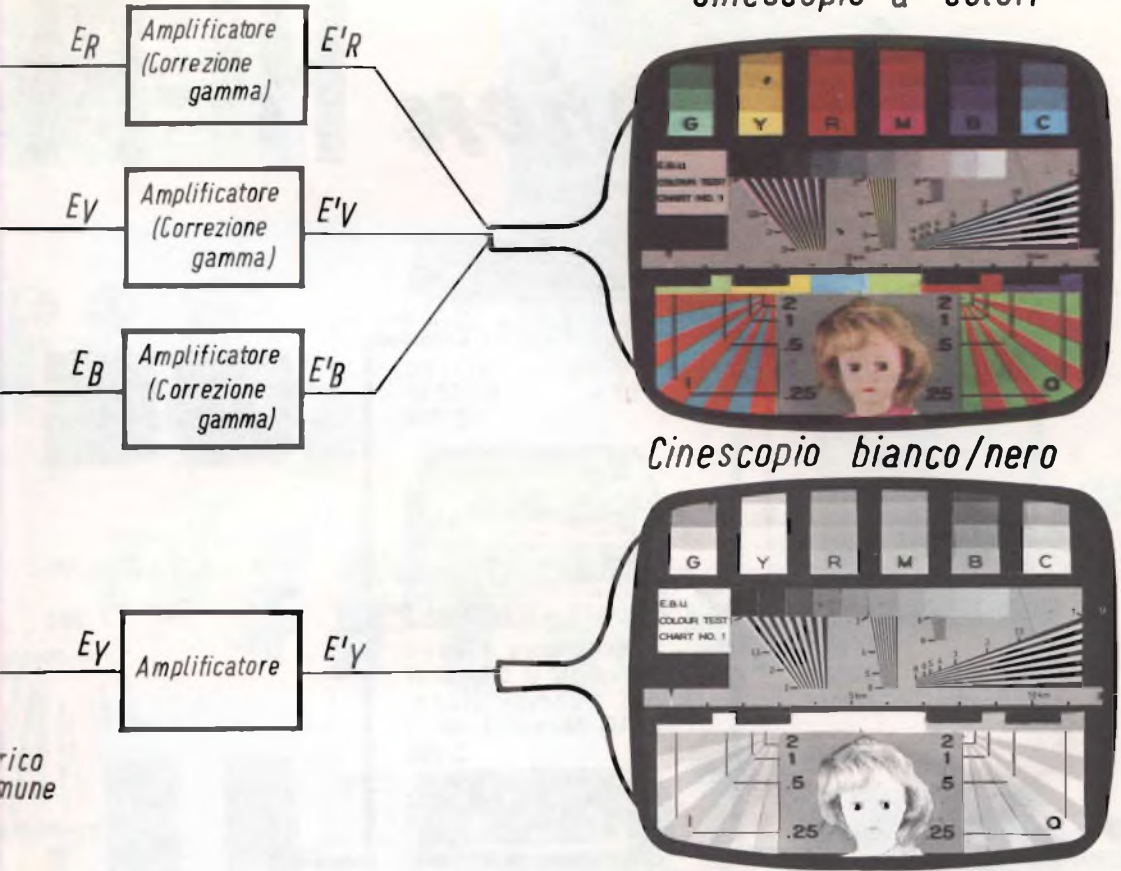 Cinescopio a colori
E_R
Amplificatore
(Correzione
gamma)
E'_R
E_V
Amplificatore
(Correzione
gamma)
E'_V
E_B
Amplificatore
(Correzione
gamma)
E'_B
G Y R M B C
E.B.U.
COLOUR TEST
CHART NO. 1
2 2
1 1
.5 .5
I .25 .25 Q
Cinescopio bianco/nero
E_Y
Amplificatore
E'_Y
G Y R M B C
E.B.U.
COLOUR TEST
CHART NO. 1
5km 10km
2 2
1 1
.5 .5
I .25 .25 Q